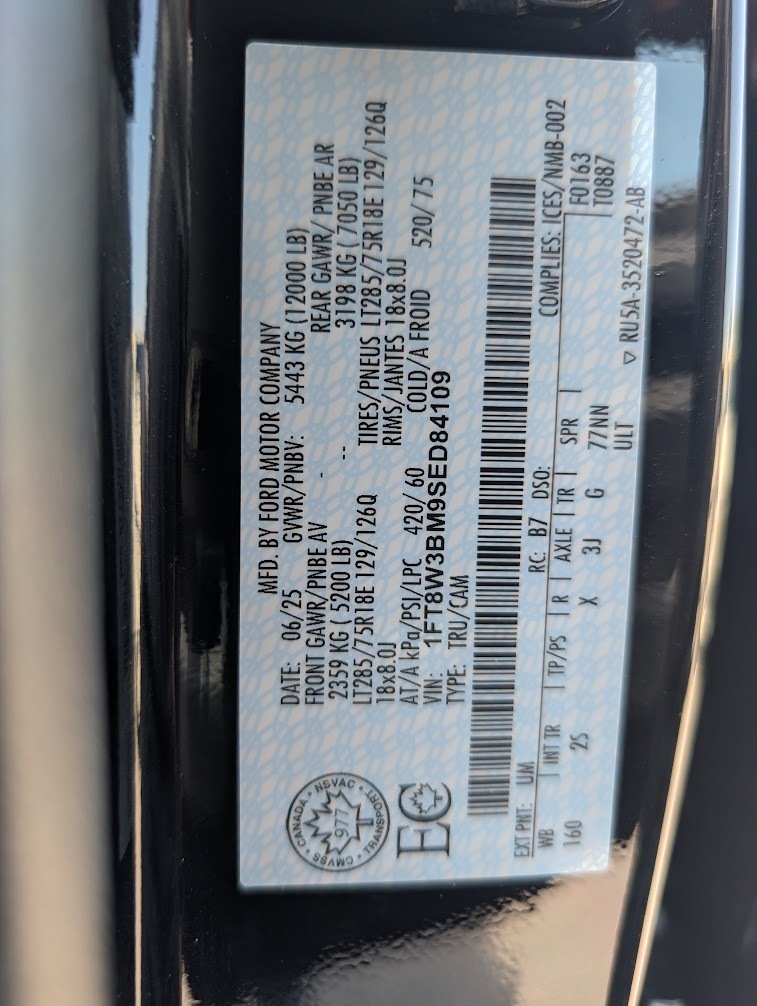 MFD. BY FORD MOTOR COMPANY
DATE: 06/25 GVWR/PNBV: 5443 KG (12000 LB)
FRONT GAWR/PNBE AV - REAR GAWR/ PNBE AR
2359 KG ( 5200 LB) -- 3198 KG ( 7050 LB)
LT285/75R18E 129/126Q TIRES/PNEUS LT285/75R18E 129/126Q
18x8.0J RIMS/JANTES 18x8.0J
AT/A kPa/PSI/LPC 420/ 60 COLD/A FROID 520/ 75
VIN: 1FT8W3BM9SED84109
TYPE: TRU/CAM
CANADA • NSVAC • TRANSPORT • CMVSS •
977
EC
EXT PNT: UM RC: B7 DSO: COMPLIES: ICES/NMB-002
WB | INT TR | TP/PS | R | AXLE | TR | SPR | F0163
160 2S X 3J G 77NN T0887
ULT
▽ RU5A-3520472-AB